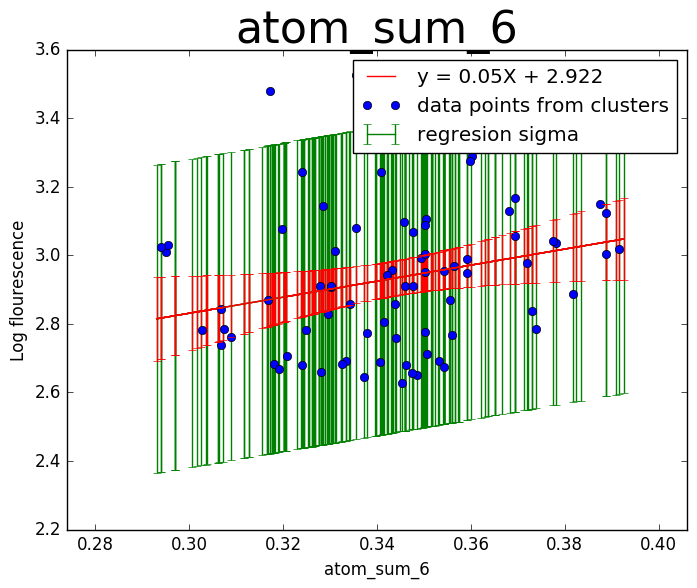 atom_sum_6
3.6
3.4
3.2
3.0
2.8
2.6
2.4
2.2
Log flourescence
y = 0.05X + 2.922
data points from clusters
regresion sigma
0.28 0.30 0.32 0.34 0.36 0.38 0.40
atom_sum_6